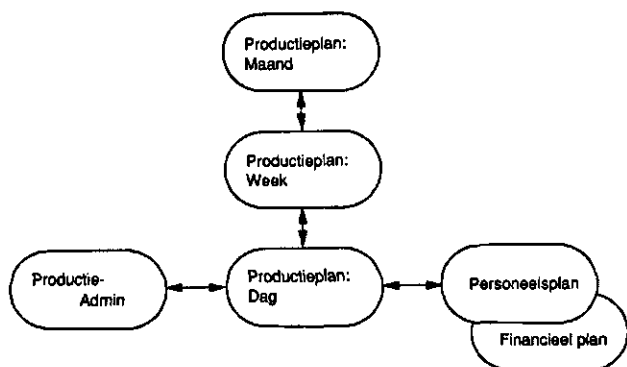 Productieplan:
Maand
Productieplan:
Week
Productie-
Admin
Productieplan:
Dag
Personeelsplan
Financieel plan